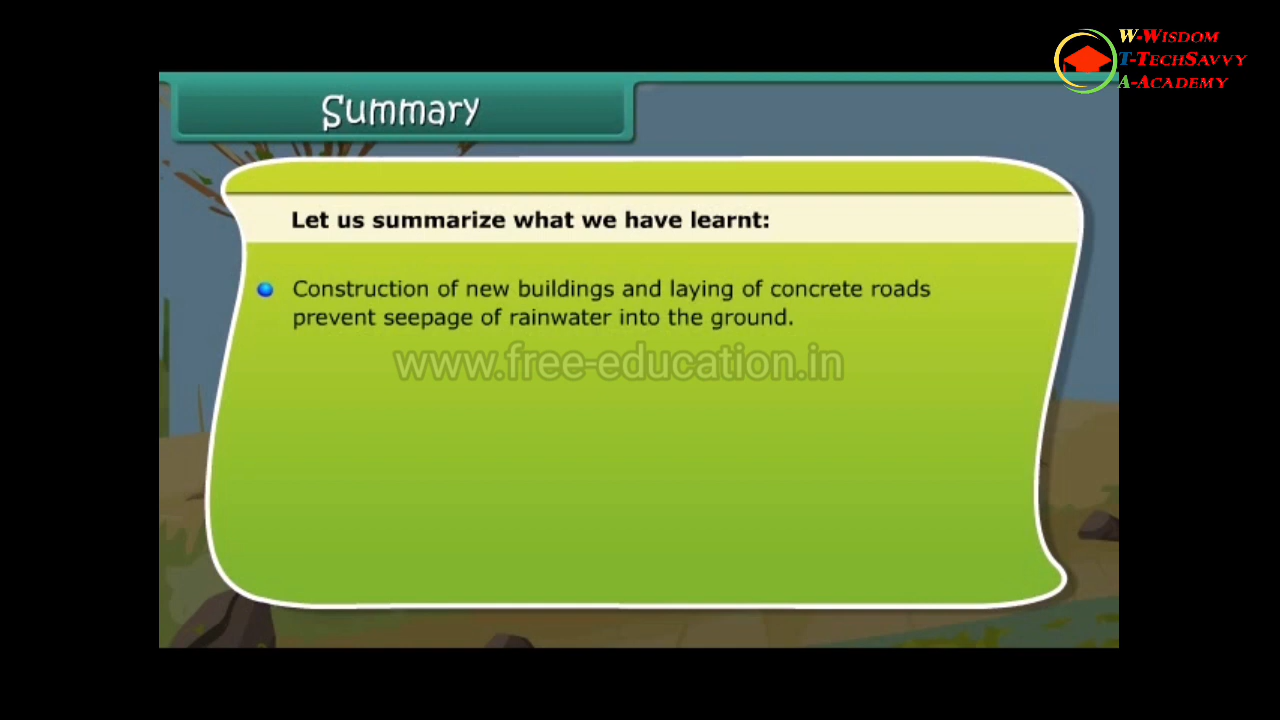 W-Wisdom
T-TechSavvy
A-Academy
Summary
Let us summarize what we have learnt:
Construction of new buildings and laying of concrete roads
prevent seepage of rainwater into the ground.
www.free-education.in